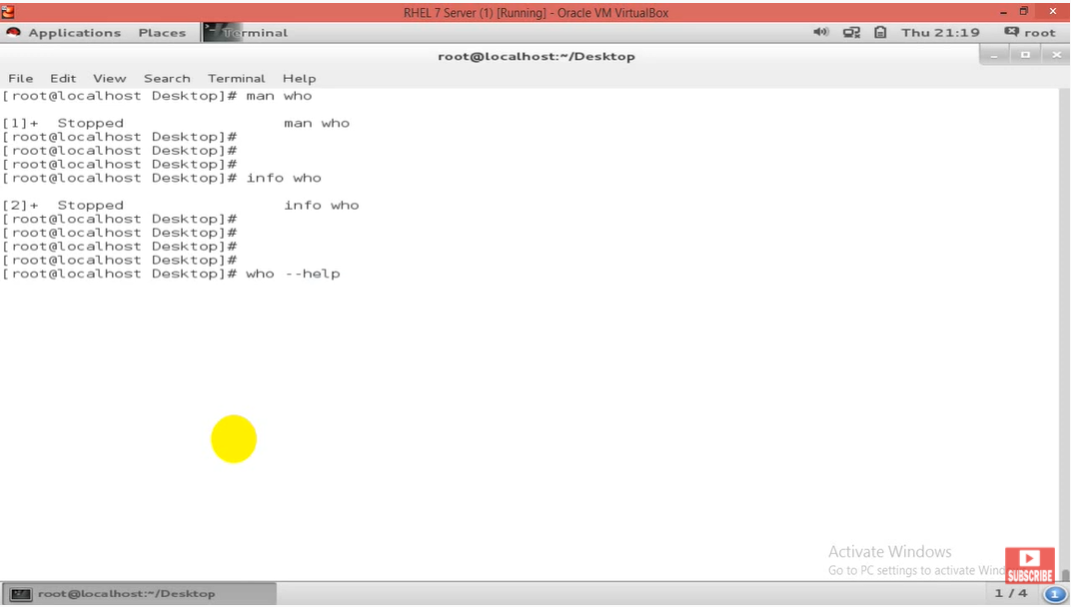 RHEL 7 Server (1) [Running] - Oracle VM VirtualBox
Applications Places Terminal Thu 21:19 root
root@localhost:~/Desktop
File Edit View Search Terminal Help
[root@localhost Desktop]# man who
[1]+ Stopped man who
[root@localhost Desktop]#
[root@localhost Desktop]#
[root@localhost Desktop]#
[root@localhost Desktop]# info who
[2]+ Stopped info who
[root@localhost Desktop]#
[root@localhost Desktop]#
[root@localhost Desktop]#
[root@localhost Desktop]#
[root@localhost Desktop]# who --help
Activate Windows
Go to PC settings to activate
SUBSCRIBE
root@localhost:~/Desktop 1 / 4 1